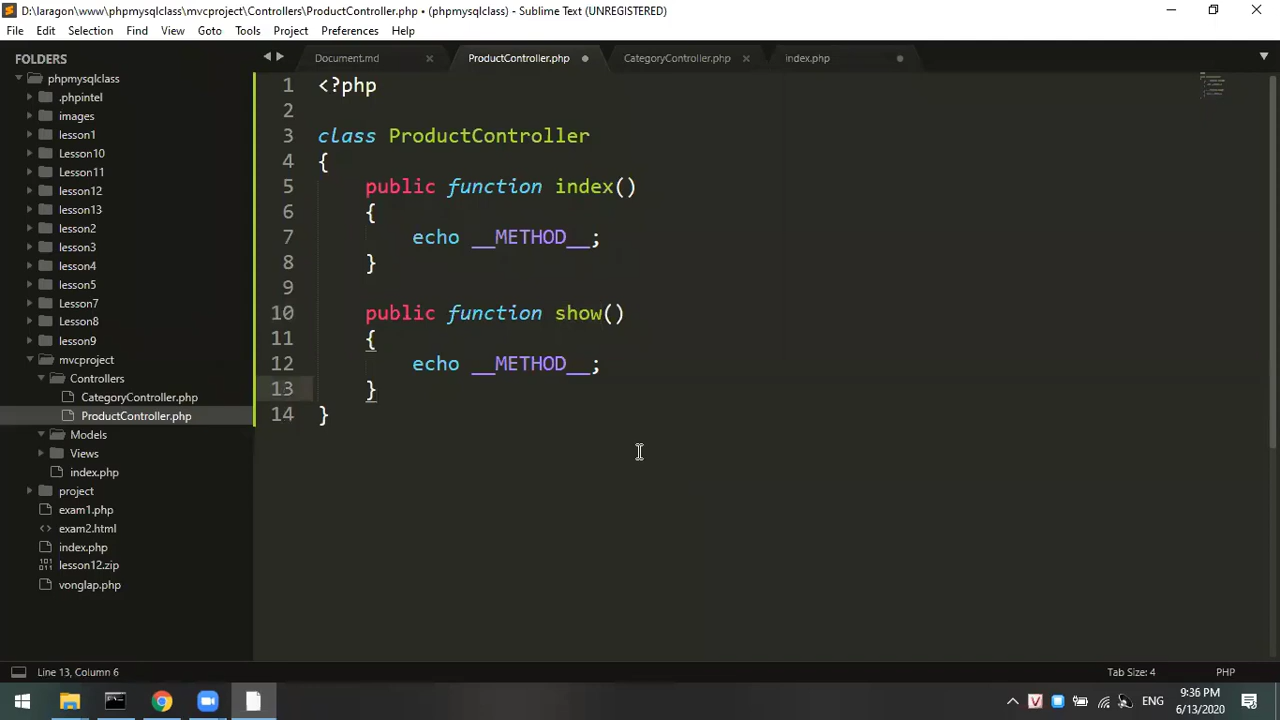 D:\laragon\www\phpmysqlclass\mvcproject\Controllers\ProductController.php • (phpmysqlclass) - Sublime Text (UNREGISTERED)
File Edit Selection Find View Goto Tools Project Preferences Help
FOLDERS
phpmysqlclass
.phpintel
images
lesson1
Lesson10
Lesson11
lesson12
lesson13
lesson2
lesson3
lesson4
lesson5
Lesson7
Lesson8
lesson9
mvcproject
Controllers
CategoryController.php
ProductController.php
Models
Views
index.php
project
exam1.php
exam2.html
index.php
lesson12.zip
vonglap.php
Document.md ProductController.php CategoryController.php index.php
1 <?php
2
3 class ProductController
4 {
5 public function index()
6 {
7 echo __METHOD__;
8 }
9
10 public function show()
11 {
12 echo __METHOD__;
13 }
14 }
Line 13, Column 6 Tab Size: 4 PHP
ENG 9:36 PM
6/13/2020